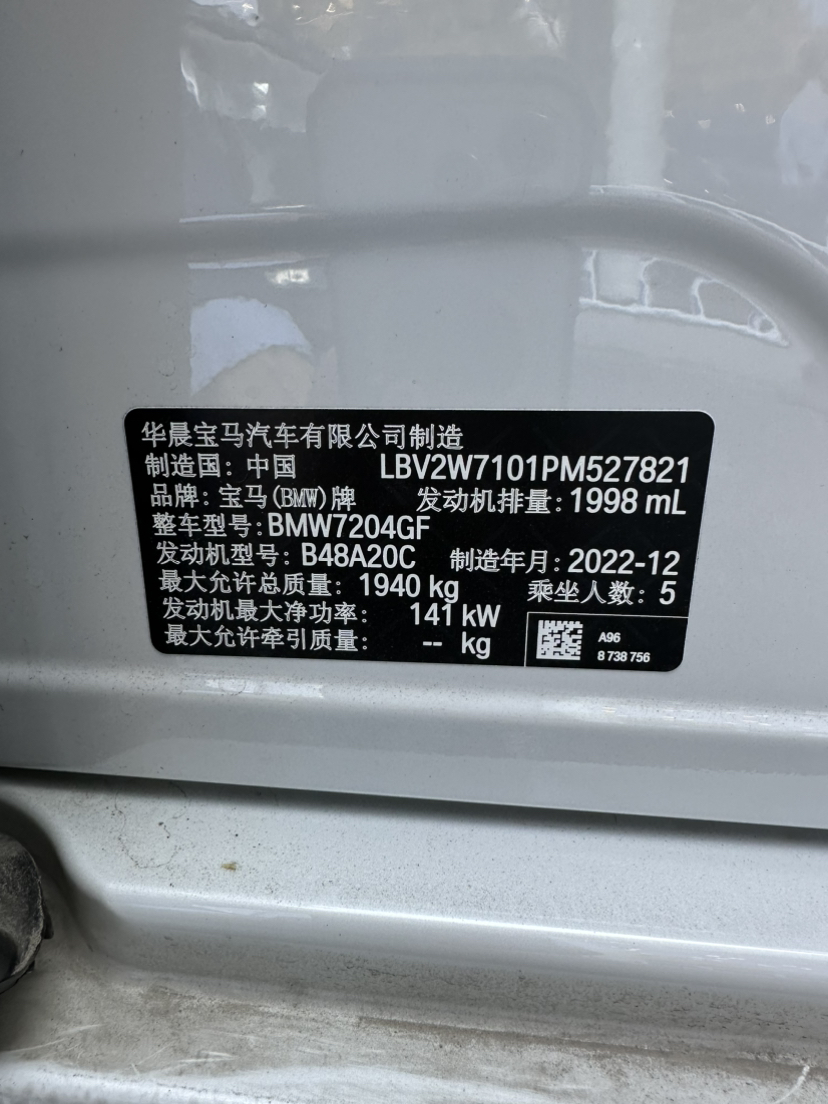 华晨宝马汽车有限公司制造
制造国: 中国 LBV2W7101PM527821
品牌: 宝马(BMW)牌 发动机排量: 1998 mL
整车型号: BMW7204GF
发动机型号: B48A20C 制造年月: 2022-12
最大允许总质量: 1940 kg 乘坐人数: 5
发动机最大净功率: 141 kW
最大允许牵引质量: -- kg
A96
8 738 756